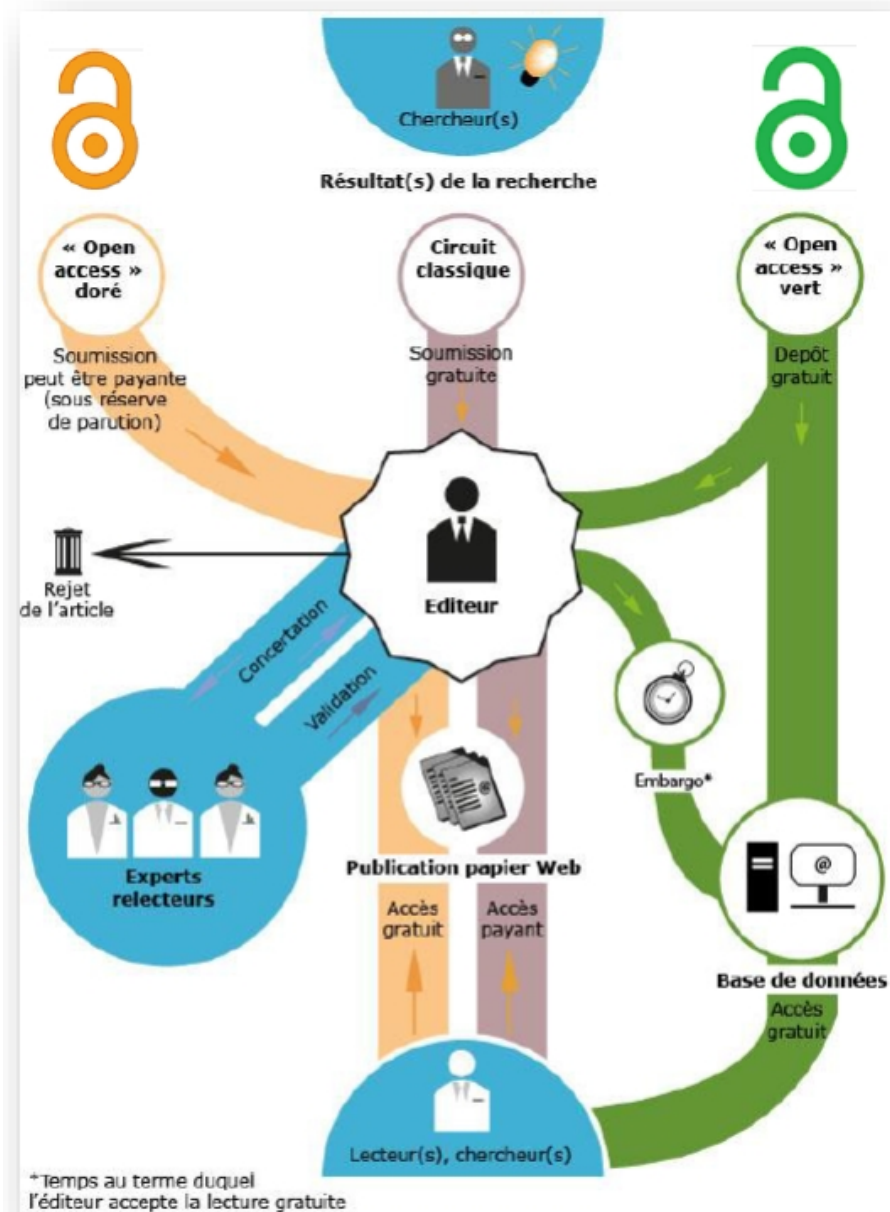 Chercheur(s)
Résultat(s) de la recherche
« Open
access »
doré
Circuit
classique
« Open
access »
vert
Soumission
peut être payante
(sous réserve
de parution)
Soumission
gratuite
Depôt
gratuit
Rejet
de l'article
Editeur
Concertation
Validation
Embargo*
Experts
relecteurs
Publication papier Web
@
Accès
gratuit
Accès
payant
@
Base de données
Accès
gratuit
Lecteur(s), chercheur(s)
*Temps au terme duquel
l'éditeur accepte la lecture gratuite